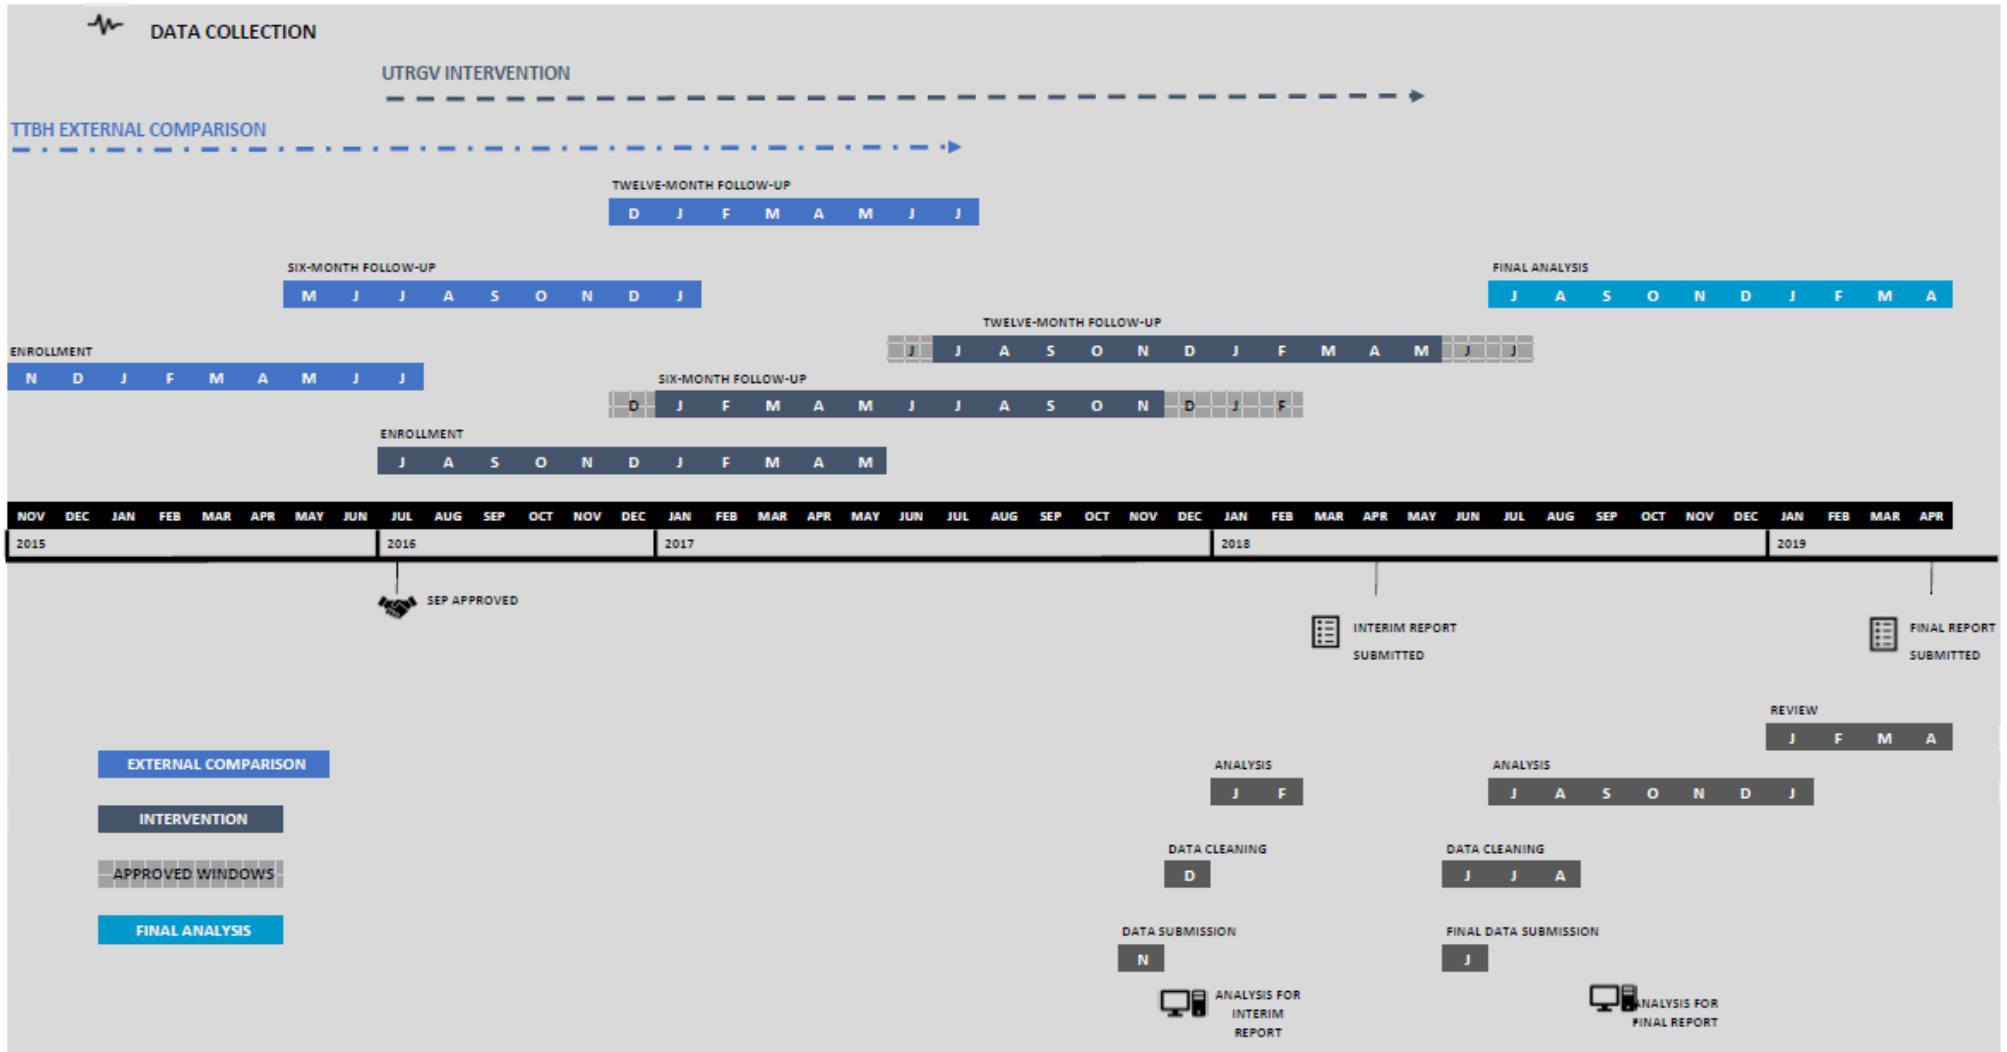 DATA COLLECTION
UTRGV INTERVENTION
TTBH EXTERNAL COMPARISON
TWELVE-MONTH FOLLOW-UP
D J F M A M J J
SIX-MONTH FOLLOW-UP
M J J A S O N D J
FINAL ANALYSIS
J A S O N D J F M A
TWELVE-MONTH FOLLOW-UP
J J A S O N D J F M A M J J
ENROLLMENT
N D J F M A M J J
SIX-MONTH FOLLOW-UP
D J F M A M J J A S O N D J F
ENROLLMENT
J A S O N D J F M A M
NOV DEC JAN FEB MAR APR MAY JUN JUL AUG SEP OCT NOV DEC JAN FEB MAR APR MAY JUN JUL AUG SEP OCT NOV DEC JAN FEB MAR APR MAY JUN JUL AUG SEP OCT NOV DEC JAN FEB MAR APR
2015 2016 2017 2018 2019
SEP APPROVED
INTERIM REPORT
SUBMITTED
FINAL REPORT
SUBMITTED
REVIEW
J F M A
EXTERNAL COMPARISON
INTERVENTION
APPROVED WINDOWS
FINAL ANALYSIS
ANALYSIS
J F
ANALYSIS
J A S O N D J
DATA CLEANING
D
DATA CLEANING
J J A
DATA SUBMISSION
N
FINAL DATA SUBMISSION
J
ANALYSIS FOR
INTERIM
REPORT
ANALYSIS FOR
FINAL REPORT